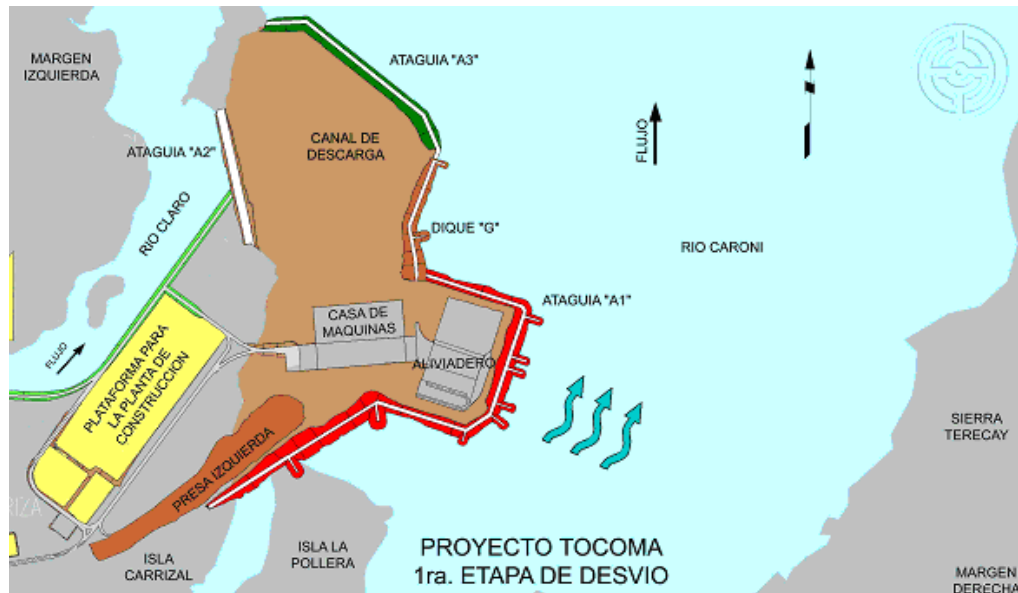 MARGEN
IZQUIERDA
ATAGUIA "A3"
CANAL DE
DESCARGA
FLUJO
ATAGUIA "A2"
RIO CLARO
DIQUE "G"
RIO CARONI
ATAGUIA "A1"
CASA DE
MAQUINAS
ALIVIADERO
FLUJO
PLATAFORMA PARA
LA PLANTA DE
CONSTRUCCION
PRESA IZQUIERDA
SIERRA
TERECAY
ISLA
CARRIZAL
ISLA LA
POLLERA
PROYECTO TOCOMA
1ra. ETAPA DE DESVIO
MARGEN
DERECHA